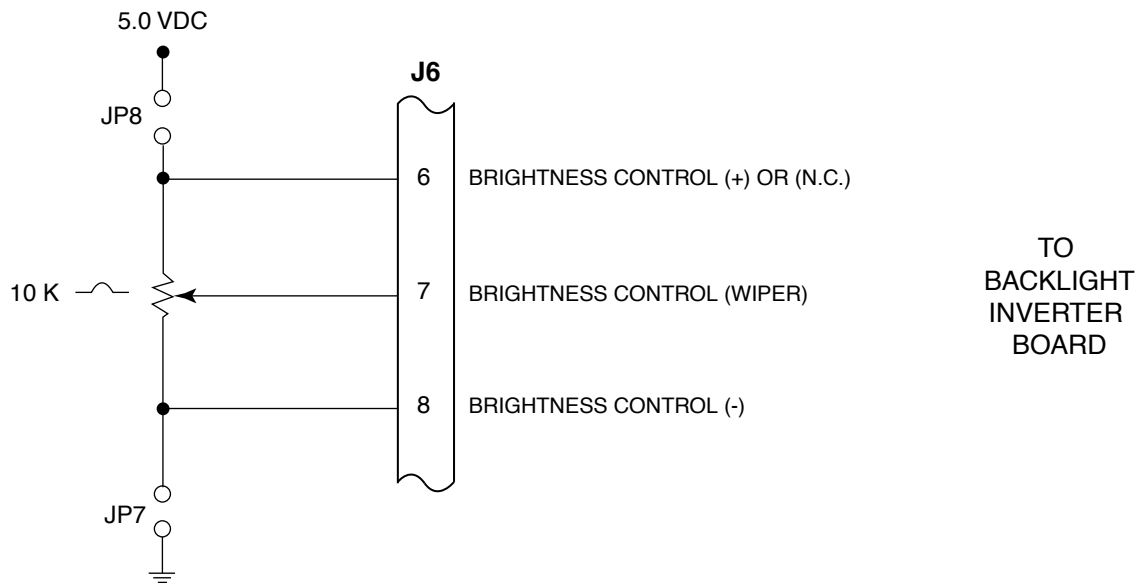 5.0 VDC
J6
JP8
6 BRIGHTNESS CONTROL (+) OR (N.C.)
10 K
7 BRIGHTNESS CONTROL (WIPER)
8 BRIGHTNESS CONTROL (-)
JP7
TO
BACKLIGHT
INVERTER
BOARD